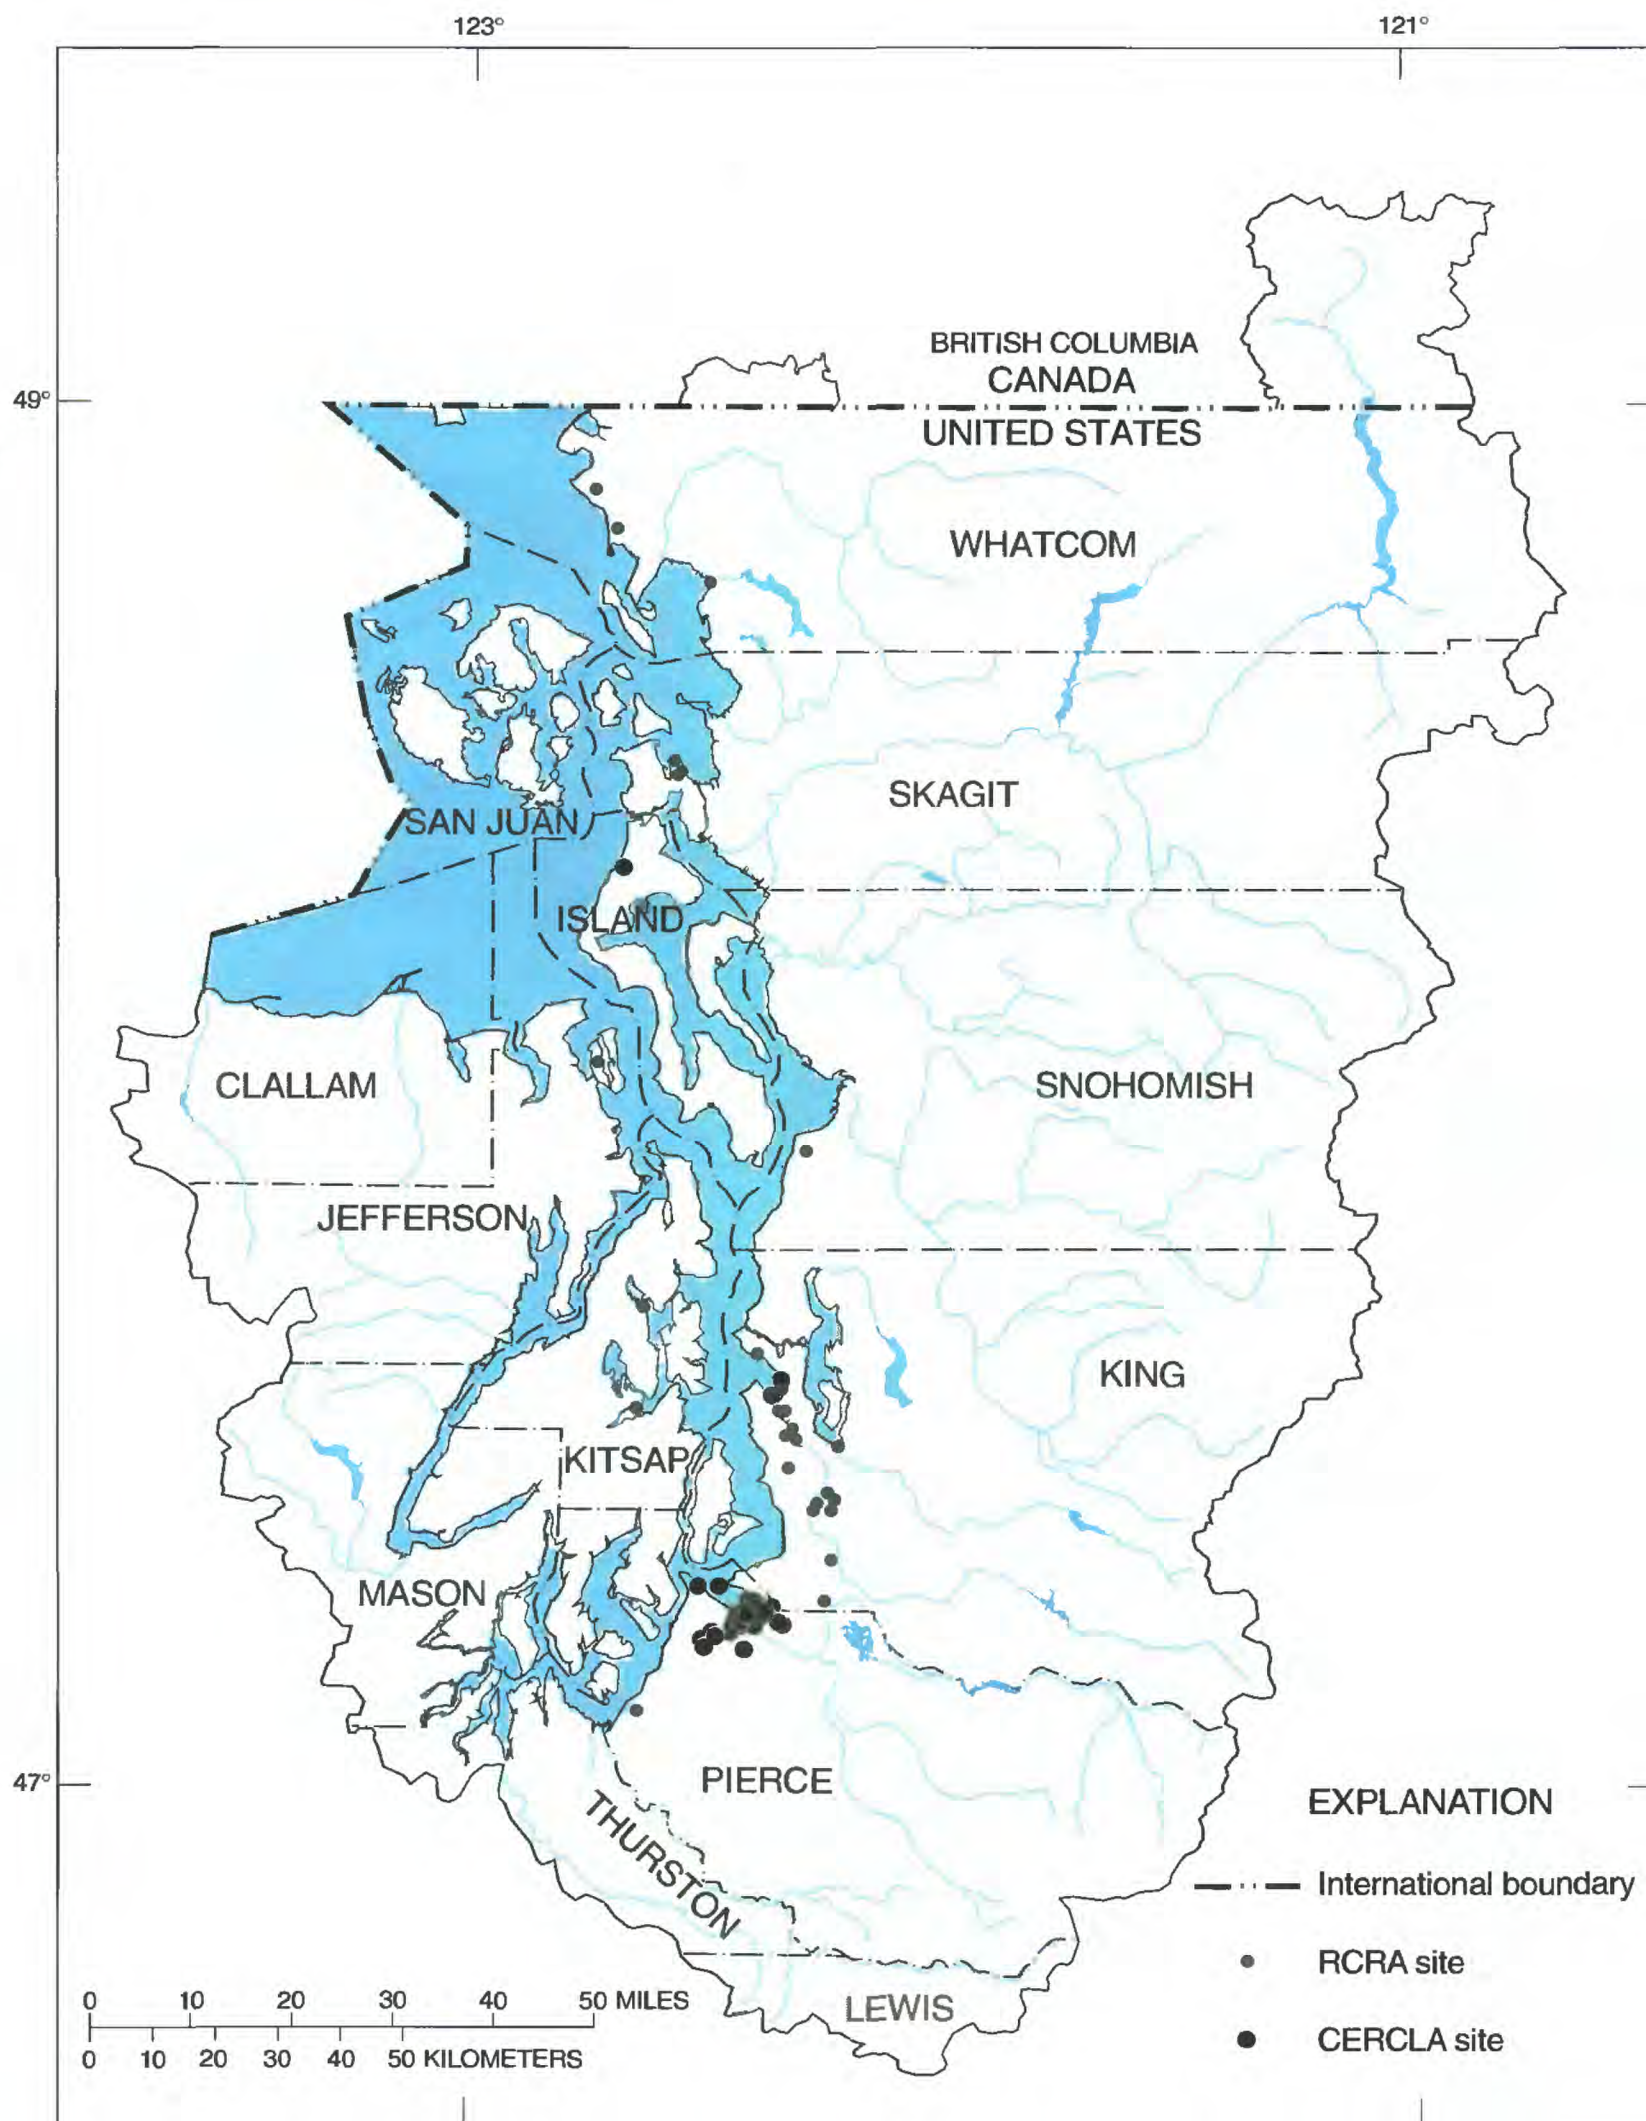 123° 121°
BRITISH COLUMBIA
CANADA
49°
UNITED STATES
WHATCOM
SKAGIT
SAN JUAN
ISLAND
CLALLAM
SNOHOMISH
JEFFERSON
KING
KITSAP
MASON
47°
PIERCE
EXPLANATION
THURSTON
International boundary
RCRA site
0 10 20 30 40 50 MILES
LEWIS
CERCLA site
0 10 20 30 40 50 KILOMETERS